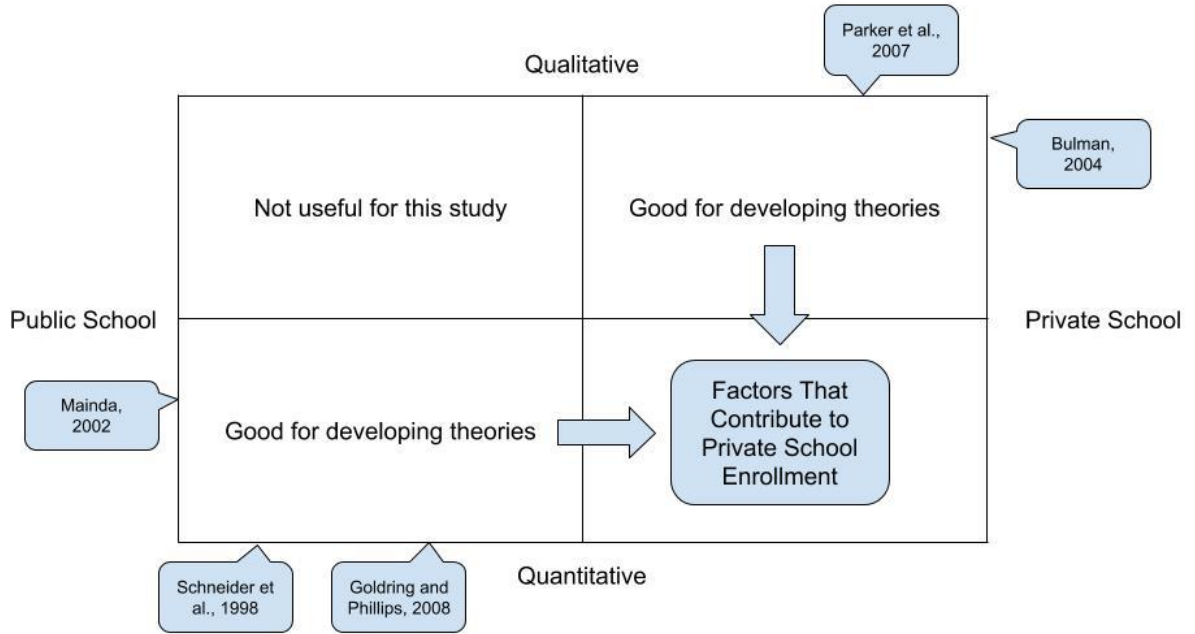 Parker et al.,
2007
Qualitative
Bulman,
2004
Not useful for this study
Good for developing theories
Public School
Private School
Mainda,
2002
Good for developing theories
Factors That
Contribute to
Private School
Enrollment
Schneider et
al., 1998
Goldring and
Phillips, 2008
Quantitative